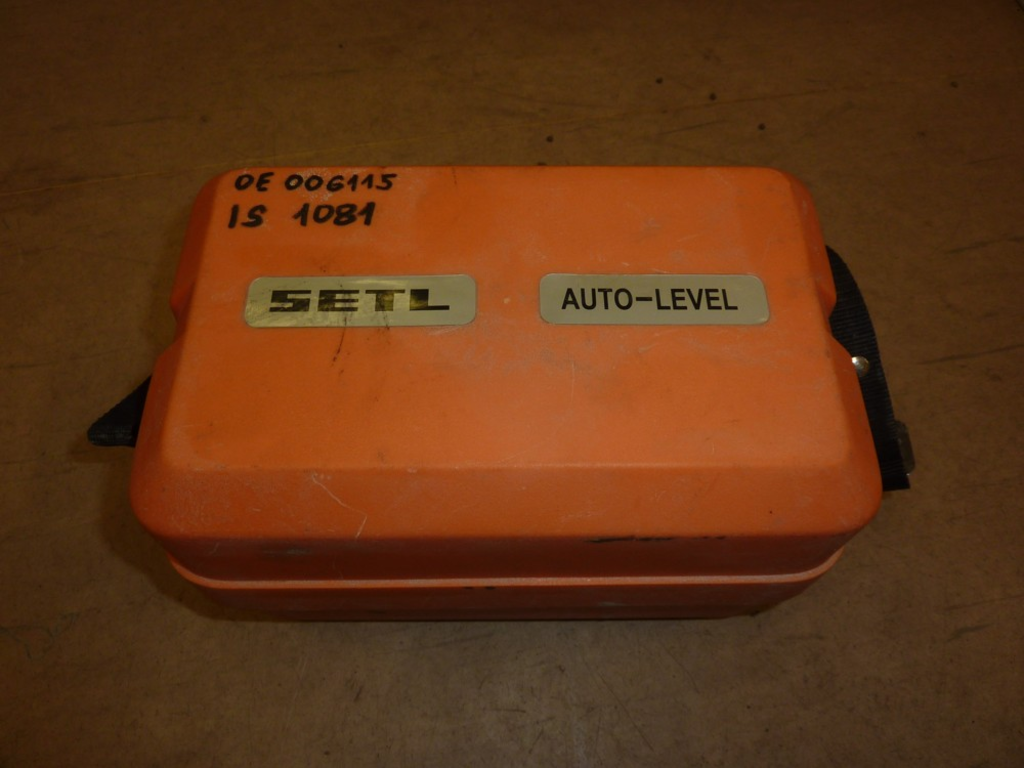 OE 006115
IS 1081
SETL
AUTO-LEVEL